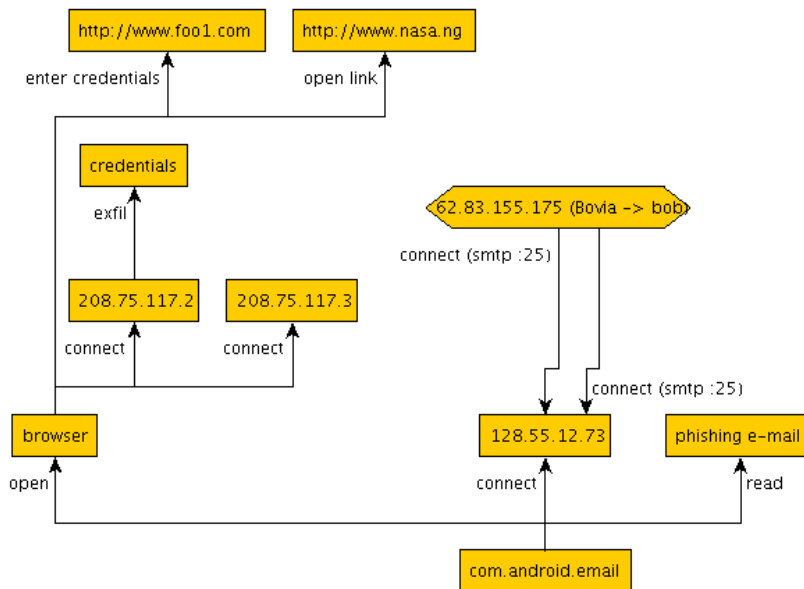 http://www.foo1.com
http://www.nasa.ng
enter credentials
open link
credentials
exfil
62.83.155.175 (Bovia -> bob)
connect (smtp :25)
208.75.117.2
208.75.117.3
connect
connect
connect (smtp :25)
browser
128.55.12.73
phishing e-mail
open
connect
read
com.android.email